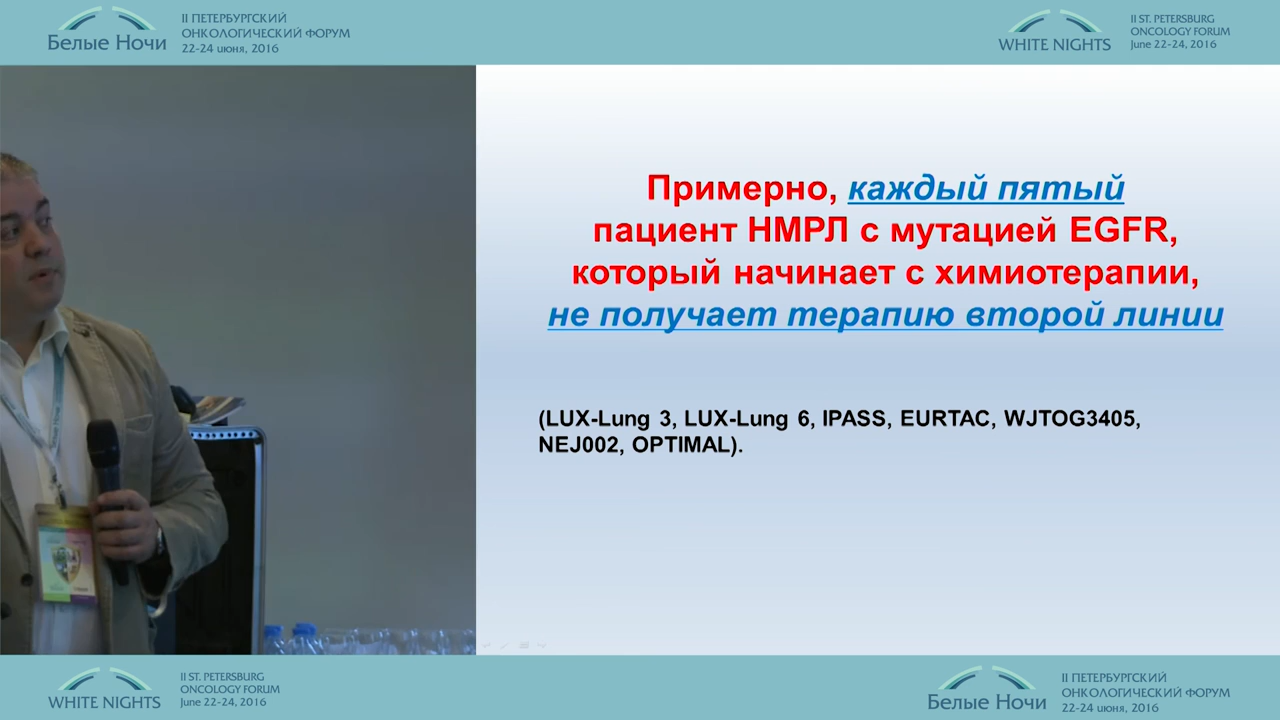 Белые Ночи
II ПЕТЕРБУРГСКИЙ
ОНКОЛОГИЧЕСКИЙ ФОРУМ
22-24 июня, 2016
WHITE NIGHTS
II ST. PETERSBURG
ONCOLOGY FORUM
June 22-24, 2016
Примерно, каждый пятый
пациент НМРЛ с мутацией EGFR,
который начинает с химиотерапии,
не получает терапию второй линии
(LUX-Lung 3, LUX-Lung 6, IPASS, EURTAC, WJTOG3405,
NEJ002, OPTIMAL).
WHITE NIGHTS
II ST. PETERSBURG
ONCOLOGY FORUM
June 22-24, 2016
Белые Ночи
II ПЕТЕРБУРГСКИЙ
ОНКОЛОГИЧЕСКИЙ ФОРУМ
22-24 июня, 2016